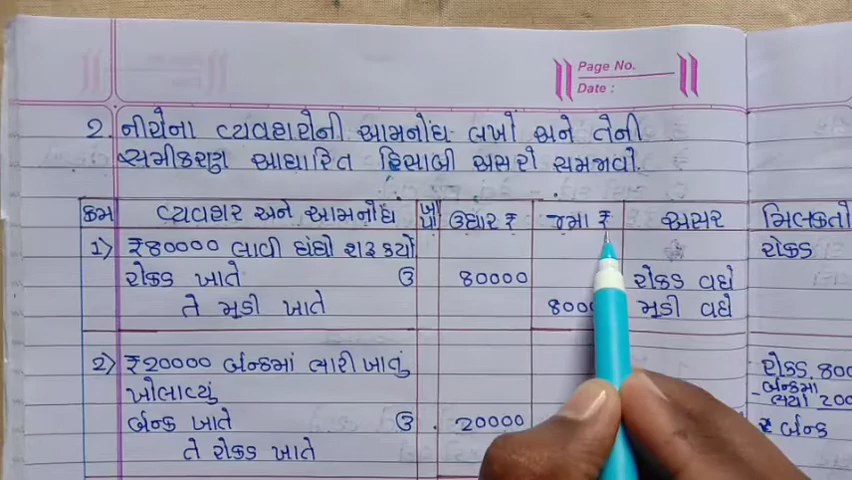 Page No.
Date :
2. નીચેના વ્યવહારોની આમનોંધ લખો અને તેની
સમીકરણ આધારિત હિસાબી અસરો સમજાવો.
ક્રમ વ્યવહાર અને આમનોંધ ખા પા ઉધાર ₹ જમા ₹ અસર મિલકતો
1) ₹80000 લાવી ધંધો શરૂ કર્યો રોકડ
રોકડ ખાતે ઉ 80000 રોકડ વધે
તે મૂડી ખાતે મૂડી વધે
2) ₹20000 બેન્કમાં ભરી ખાતું રોકડ
ખોલાવ્યું - બેન્કમાં
બેન્ક ખાતે ઉ 20000 બેન્ક
તે રોકડ ખાતે